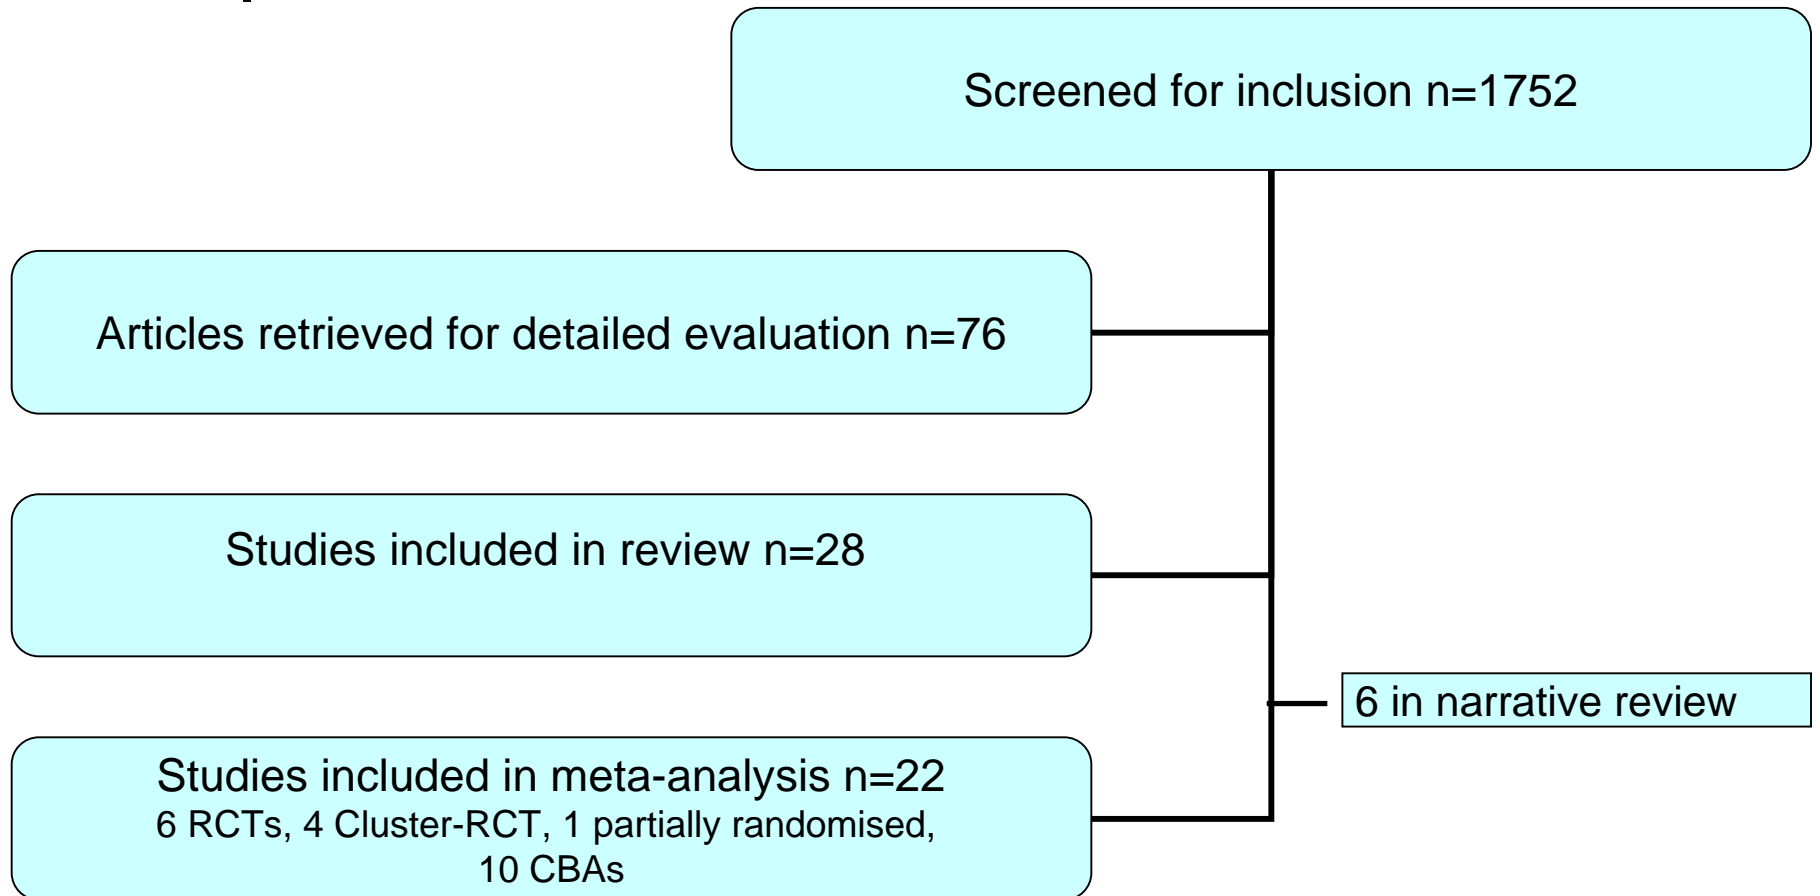 Screened for inclusion n=1752
Articles retrieved for detailed evaluation n=76
Studies included in review n=28
6 in narrative review
Studies included in meta-analysis n=22
6 RCTs, 4 Cluster-RCT, 1 partially randomised,
10 CBAs